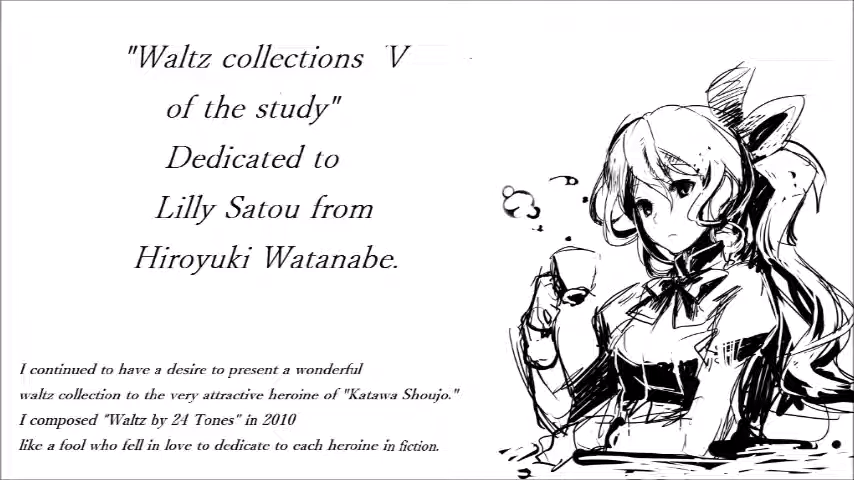 "Waltz collections V
of the study"
Dedicated to
Lilly Satou from
Hiroyuki Watanabe.
I continued to have a desire to present a wonderful
waltz collection to the very attractive heroine of "Katawa Shoujo."
I composed "Waltz by 24 Tones" in 2010
like a fool who fell in love to dedicate to each heroine in fiction.